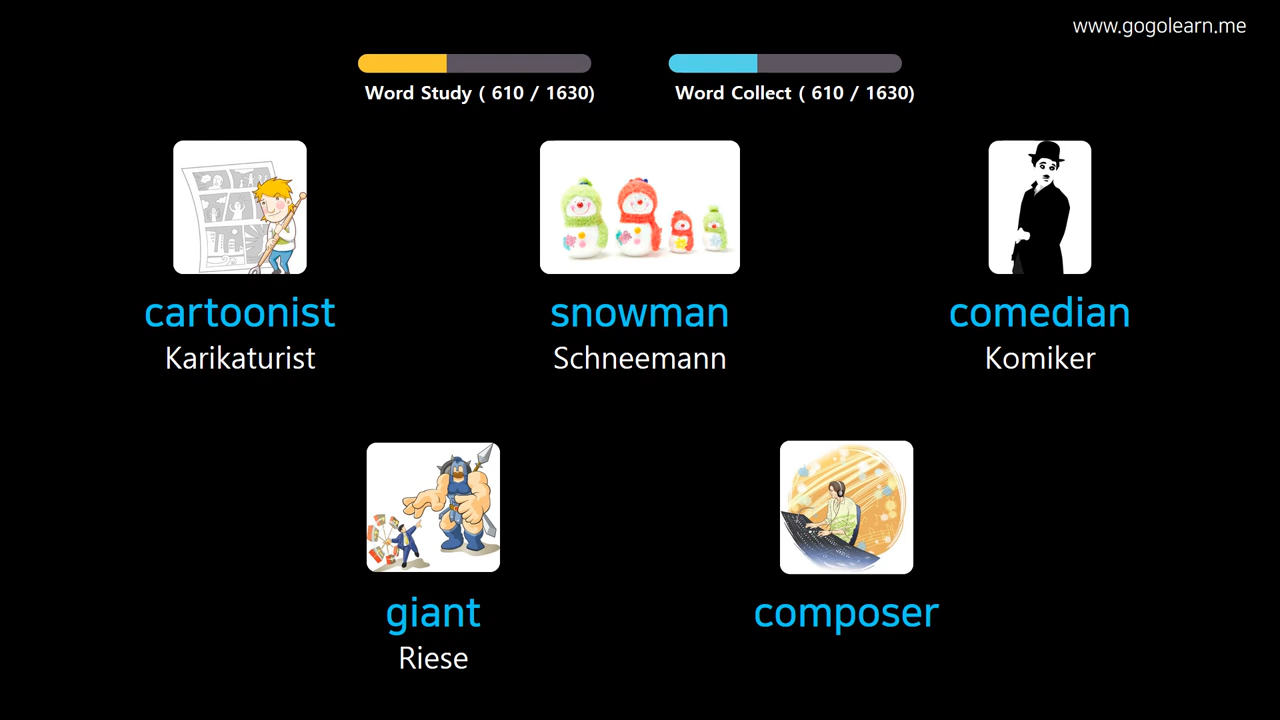 www.gogolearn.me
Word Study ( 610 / 1630)
Word Collect ( 610 / 1630)
cartoonist
Karikaturist
snowman
Schneemann
comedian
Komiker
giant
Riese
composer